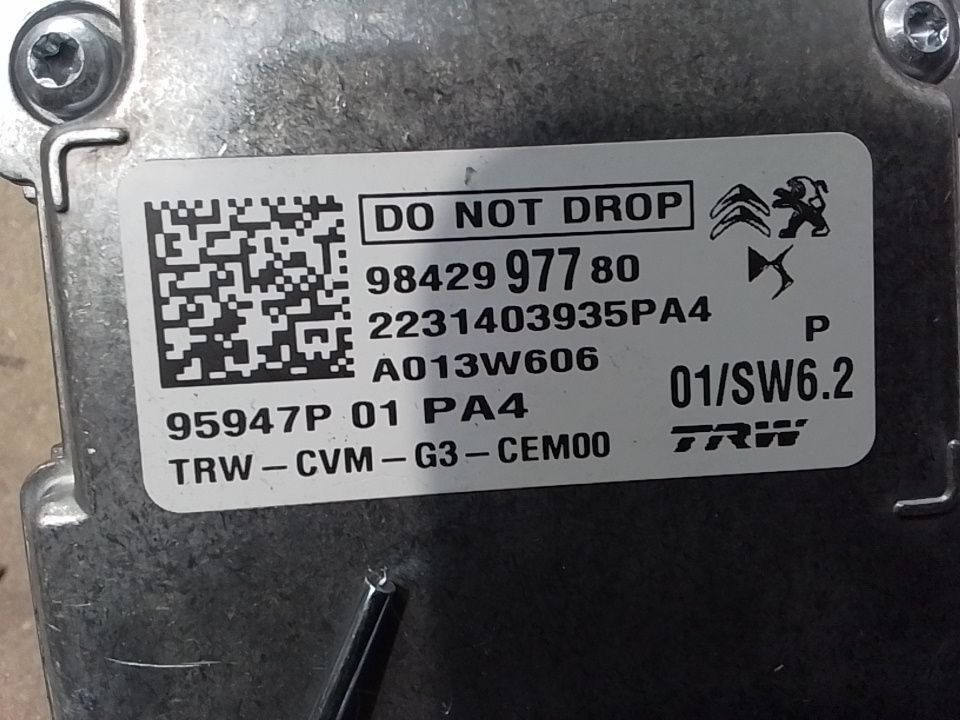 DO NOT DROP
98429 977 80
2231403935PA4
P
A013W606
01/SW6.2
95947P 01 PA4
TRW
TRW-CVM-G3-CEM00